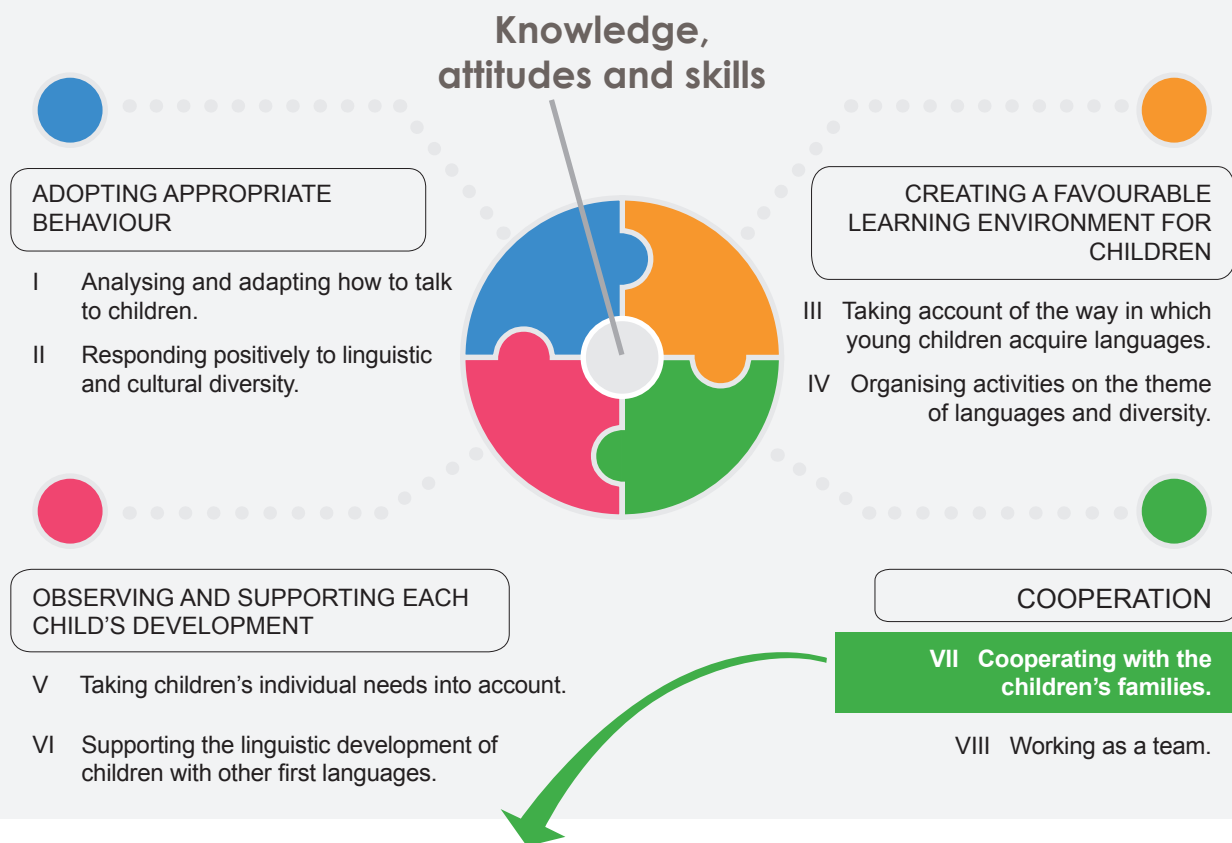 Knowledge,
attitudes and skills
ADOPTING APPROPRIATE
BEHAVIOUR
I Analysing and adapting how to talk
to children.
II Responding positively to linguistic
and cultural diversity.
CREATING A FAVOURABLE
LEARNING ENVIRONMENT FOR
CHILDREN
III Taking account of the way in which
young children acquire languages.
IV Organising activities on the theme
of languages and diversity.
OBSERVING AND SUPPORTING EACH
CHILD’S DEVELOPMENT
V Taking children’s individual needs into account.
VI Supporting the linguistic development of
children with other first languages.
COOPERATION
VII Cooperating with the
children’s families.
VIII Working as a team.